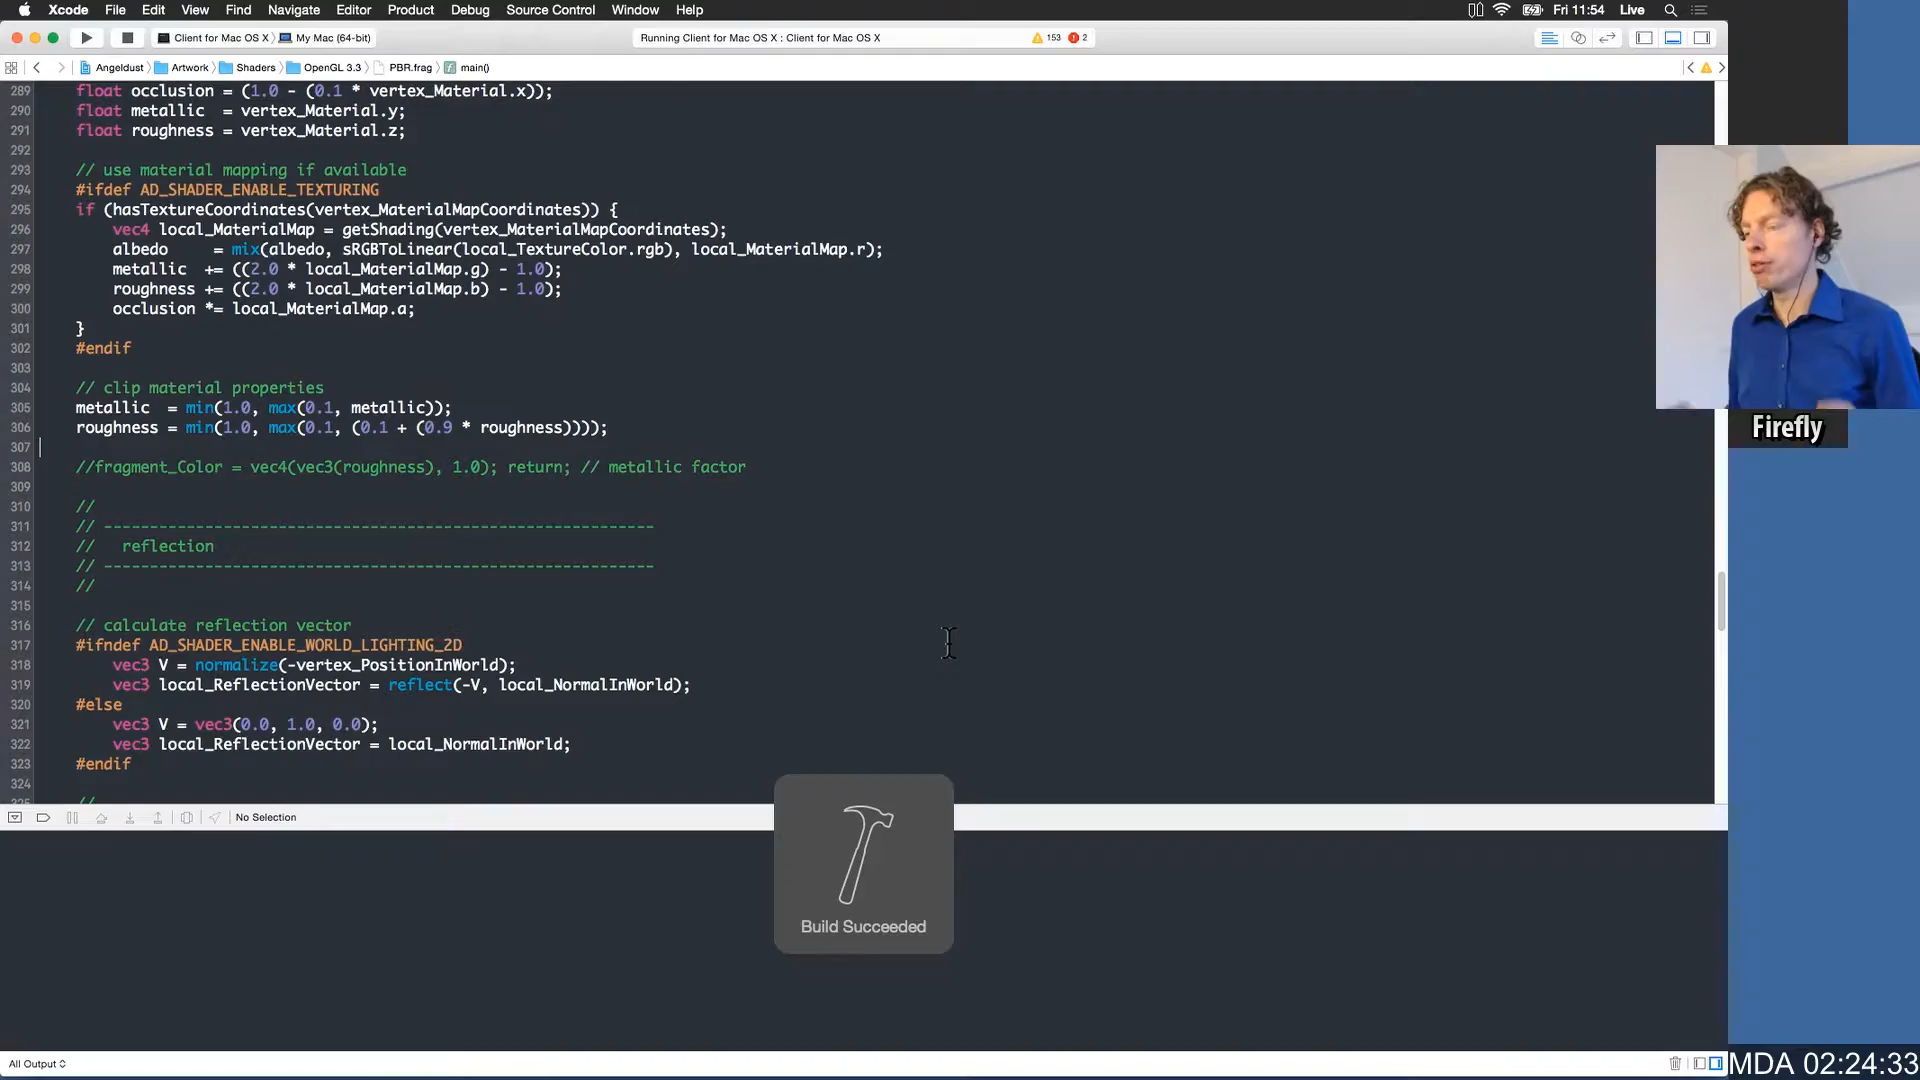 Xcode File Edit View Find Navigate Editor Product Debug Source Control Window Help Fri 11:54 Live
Client for Mac OS X My Mac (64-bit) Running Client for Mac OS X : Client for Mac OS X 153 2
Angeldust Artwork Shaders OpenGL 3.3 PBR.frag main()
289 float occlusion = (1.0 - (0.1 * vertex_Material.x));
290 float metallic = vertex_Material.y;
291 float roughness = vertex_Material.z;
292
293 // use material mapping if available
294 #ifdef AD_SHADER_ENABLE_TEXTURING
295 if (hasTextureCoordinates(vertex_MaterialMapCoordinates)) {
296 vec4 local_MaterialMap = getShading(vertex_MaterialMapCoordinates);
297 albedo = mix(albedo, sRGBToLinear(local_TextureColor.rgb), local_MaterialMap.r);
298 metallic += ((2.0 * local_MaterialMap.g) - 1.0);
299 roughness += ((2.0 * local_MaterialMap.b) - 1.0);
300 occlusion *= local_MaterialMap.a;
301 }
302 #endif
303
304 // clip material properties
305 metallic = min(1.0, max(0.1, metallic));
306 roughness = min(1.0, max(0.1, (0.1 + (0.9 * roughness))));
307
308 //fragment_Color = vec4(vec3(roughness), 1.0); return; // metallic factor
309
310 //
311 // ------------------------------------------------------------
312 // reflection
313 // ------------------------------------------------------------
314 //
315
316 // calculate reflection vector
317 #ifndef AD_SHADER_ENABLE_WORLD_LIGHTING_2D
318 vec3 V = normalize(-vertex_PositionInWorld);
319 vec3 local_ReflectionVector = reflect(-V, local_NormalInWorld);
320 #else
321 vec3 V = vec3(0.0, 1.0, 0.0);
322 vec3 local_ReflectionVector = local_NormalInWorld;
323 #endif
324
325 //
Firefly
No Selection
Build Succeeded
All Output
MDA 02:24:33